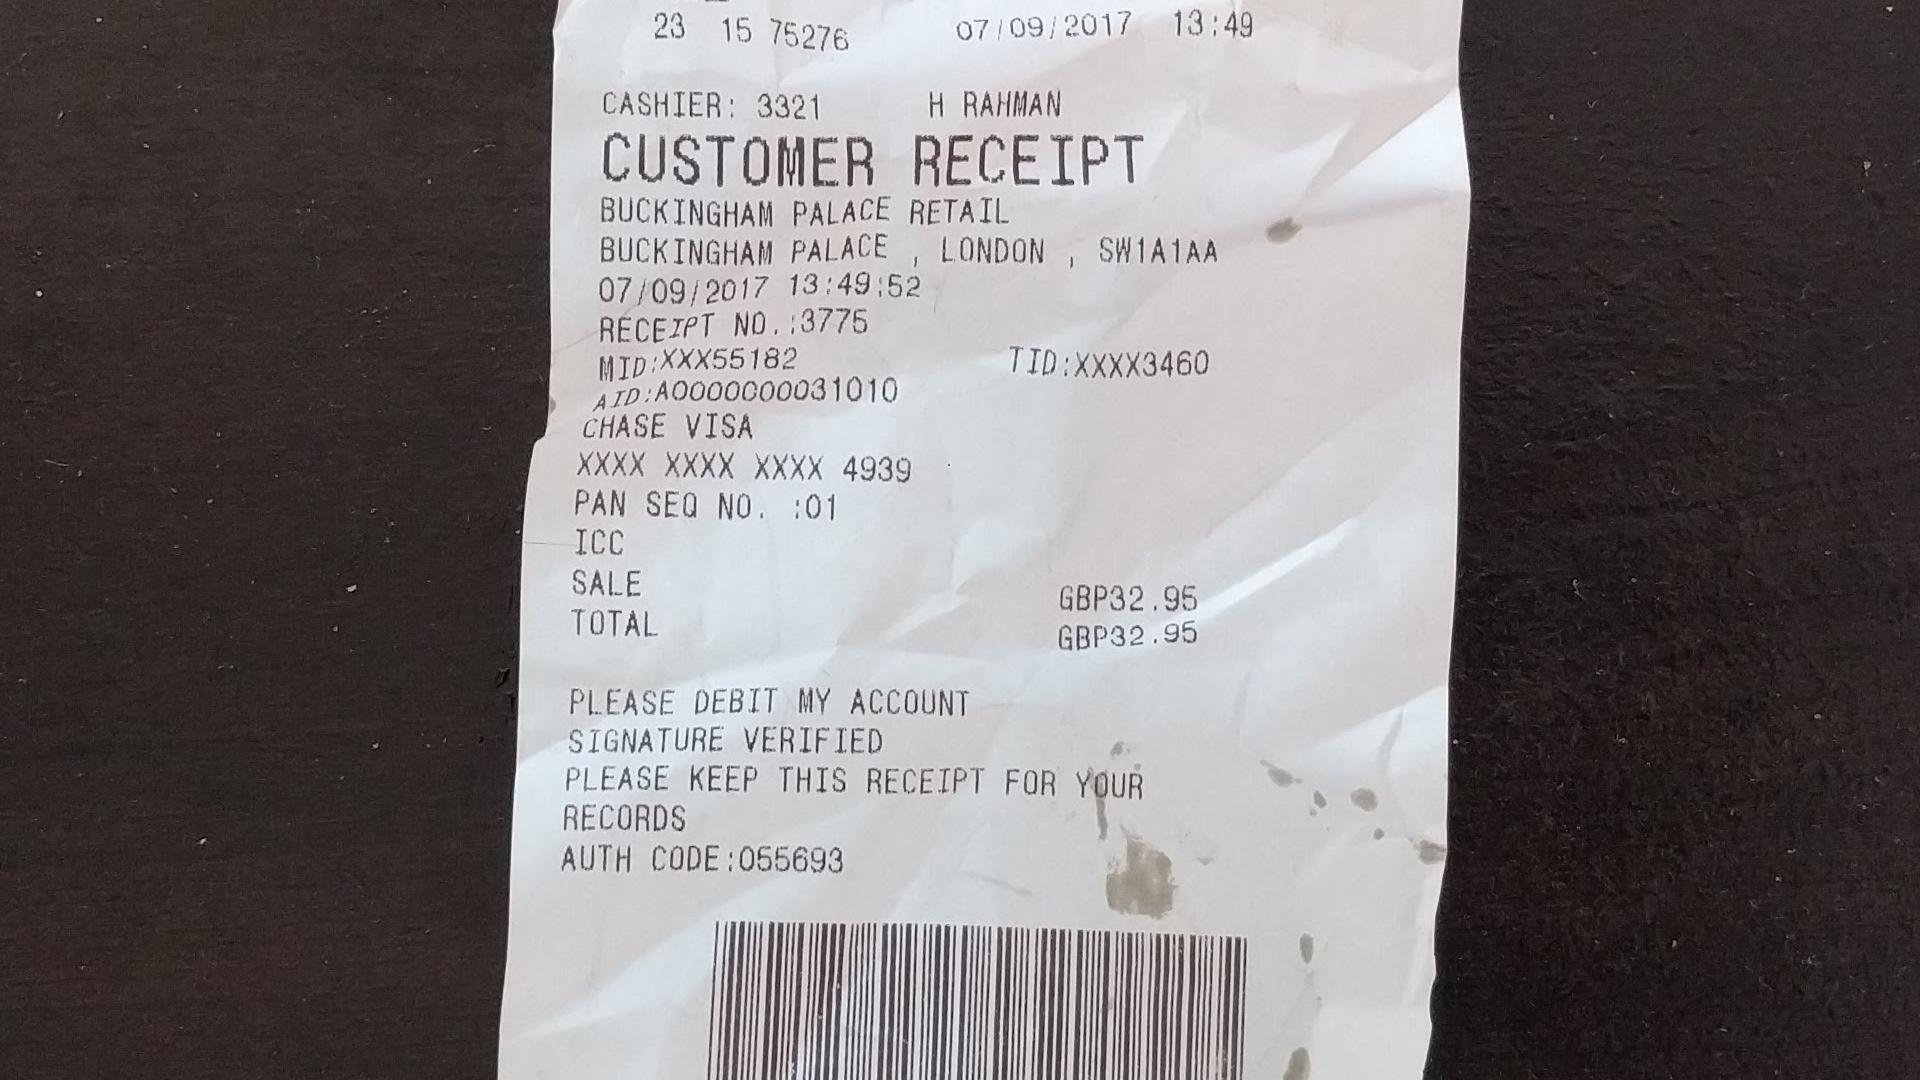 23 15 75276 07/09/2017 13:49
CASHIER: 3321 H RAHMAN
CUSTOMER RECEIPT
BUCKINGHAM PALACE RETAIL
BUCKINGHAM PALACE , LONDON , SW1A1AA
07/09/2017 13:49:52
RECEIPT NO.:3775
MID:XXX55182 TID:XXXX3460
AID:A0000000031010
CHASE VISA
XXXX XXXX XXXX 4939
PAN SEQ NO. :01
ICC
SALE GBP32.95
TOTAL GBP32.95
PLEASE DEBIT MY ACCOUNT
SIGNATURE VERIFIED
PLEASE KEEP THIS RECEIPT FOR YOUR
RECORDS
AUTH CODE:055693